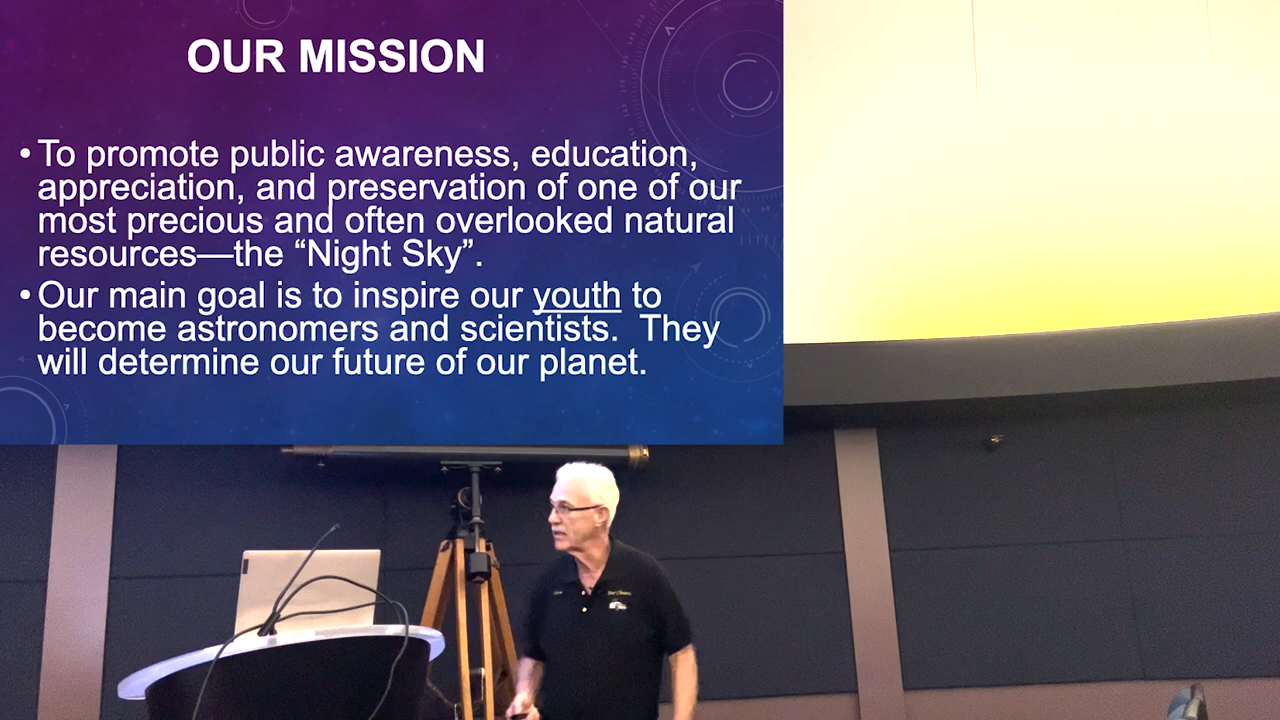 OUR MISSION
• To promote public awareness, education,
appreciation, and preservation of one of our
most precious and often overlooked natural
resources—the “Night Sky”.
• Our main goal is to inspire our youth to
become astronomers and scientists.  They
will determine our future of our planet.